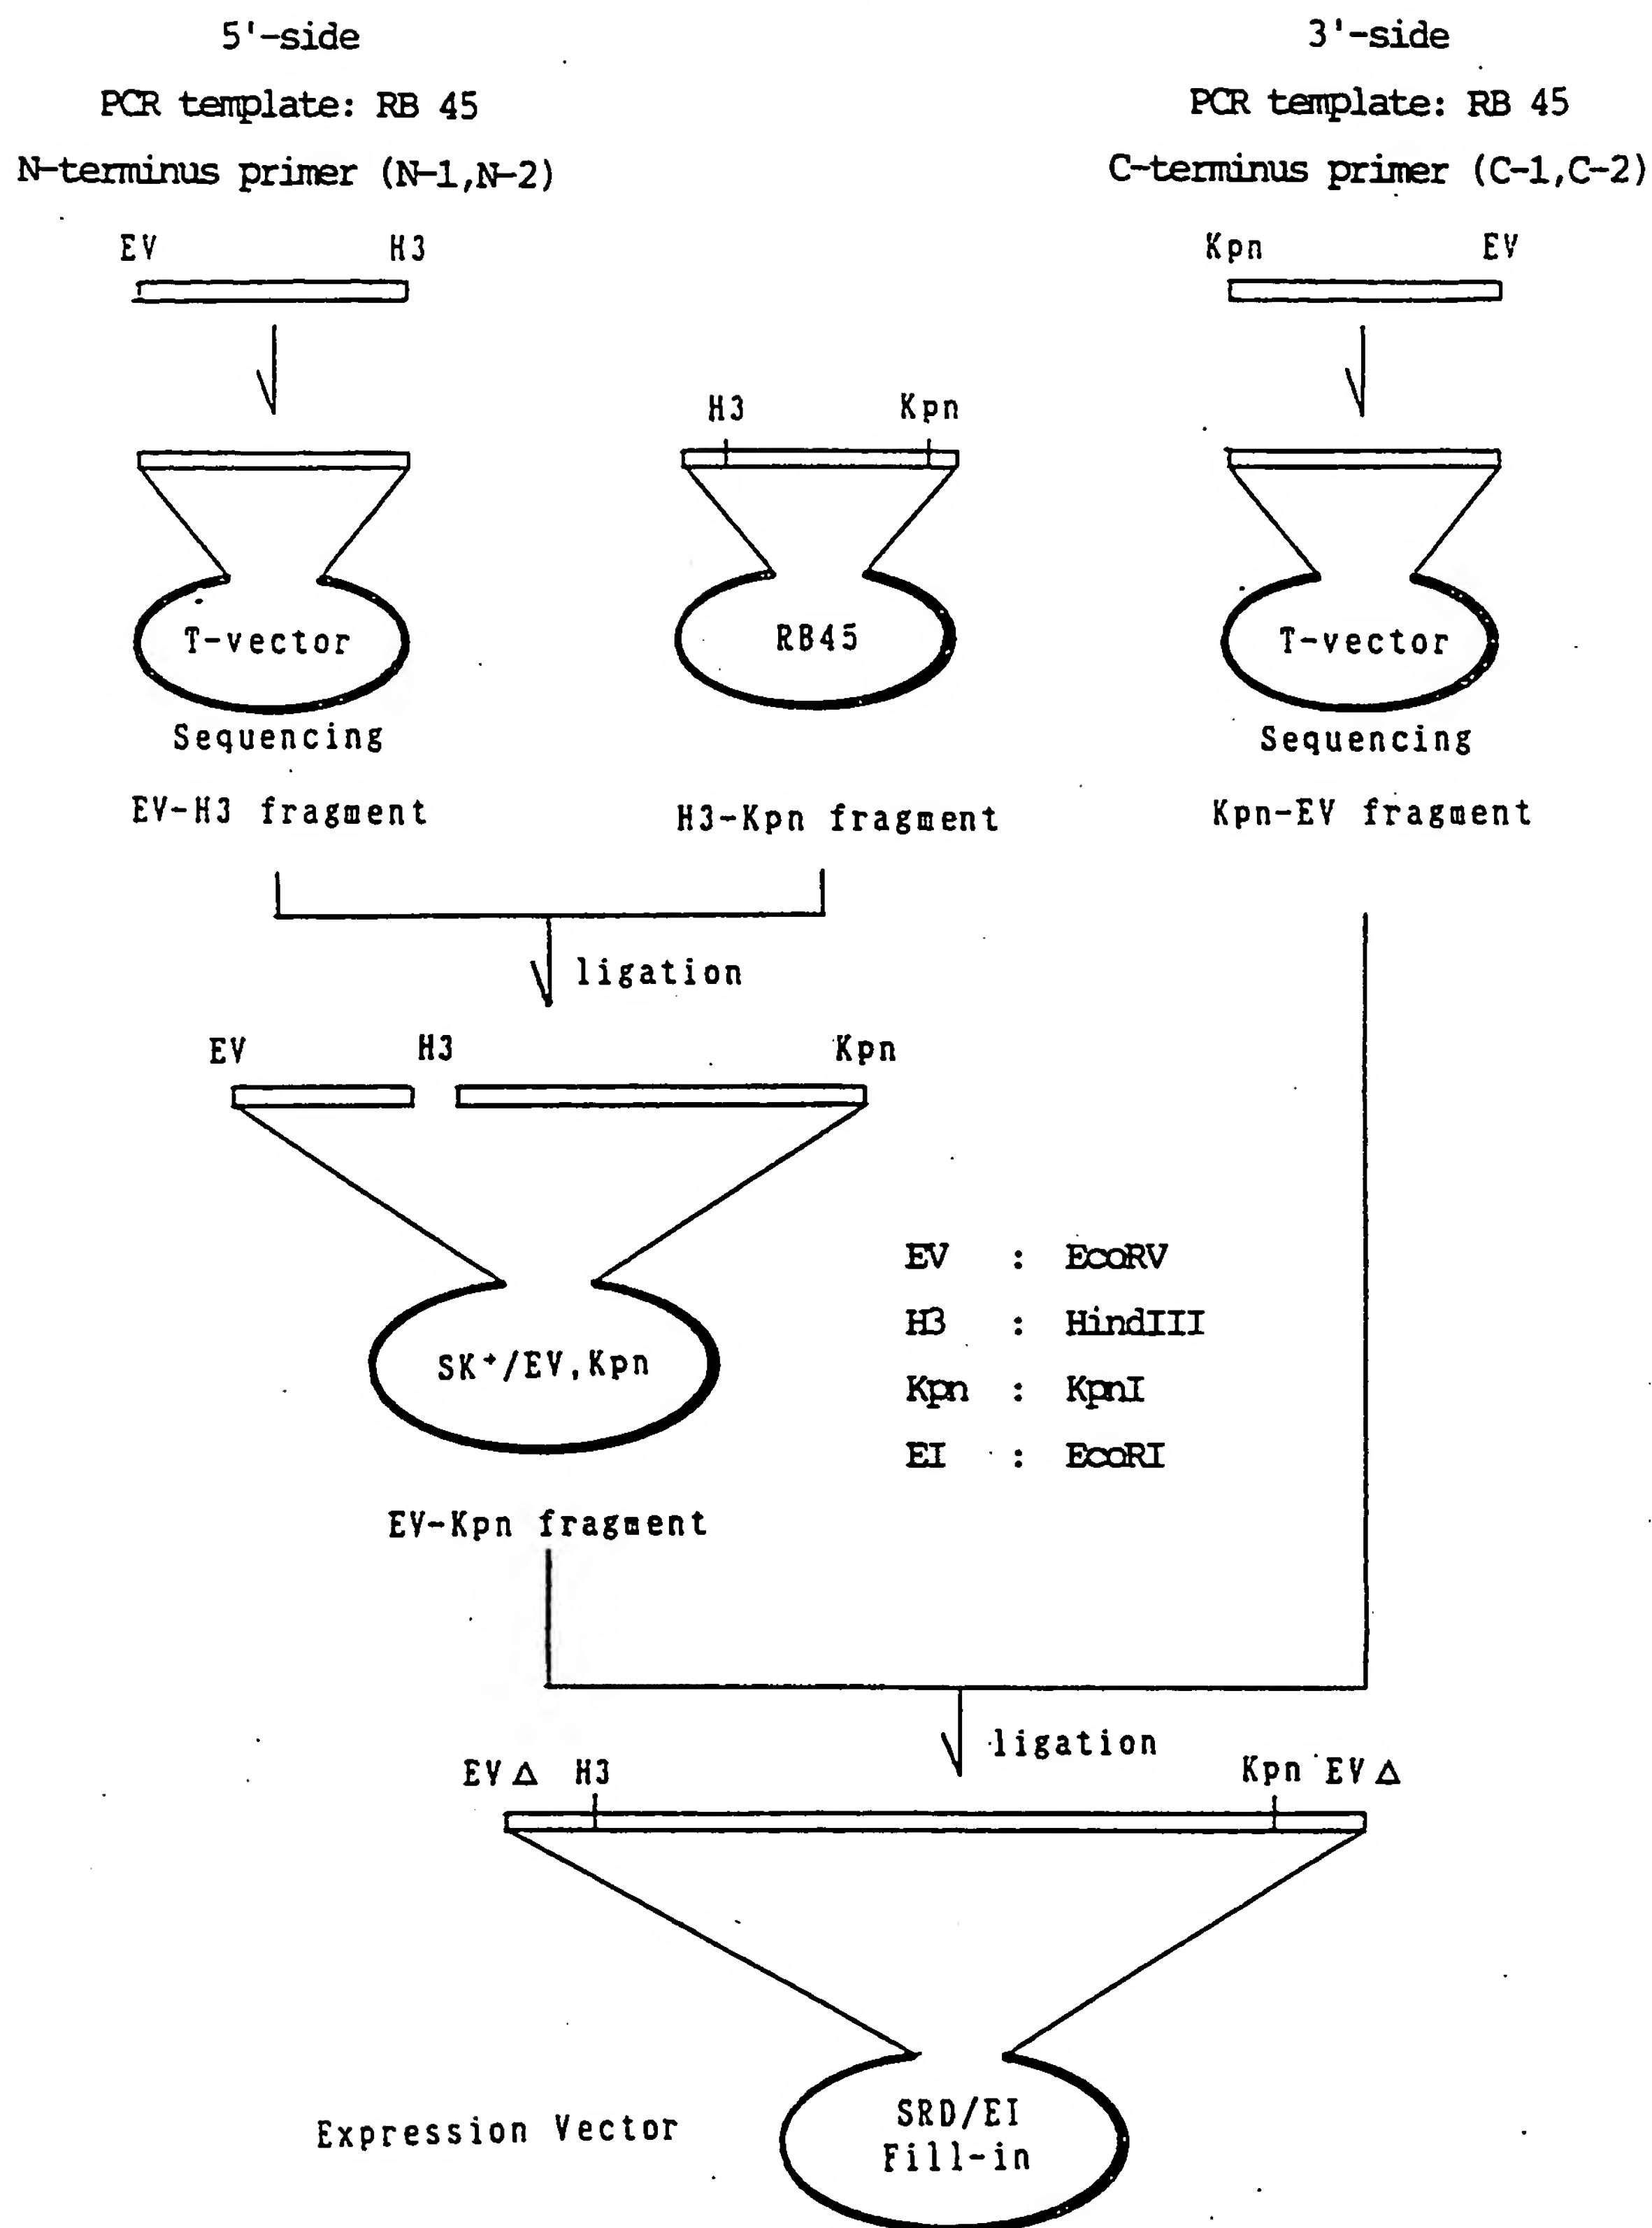 5'-side
PCR template: RB 45
N-terminus primer (N-1,N-2)
3'-side
PCR template: RB 45
C-terminus primer (C-1,C-2)
EV H3
Kpn EV
H3 Kpn
T-vector
RB45
T-vector
Sequencing
Sequencing
EV-H3 fragment
H3-Kpn fragment
Kpn-EV fragment
ligation
EV H3 Kpn
SK+/EV,Kpn
EV : EcoRV
H3 : HindIII
Kpn : KpnI
EI : EcoRI
EV-Kpn fragment
ligation
EV△ H3 Kpn EV△
Expression Vector
SRD/EI
Fill-in